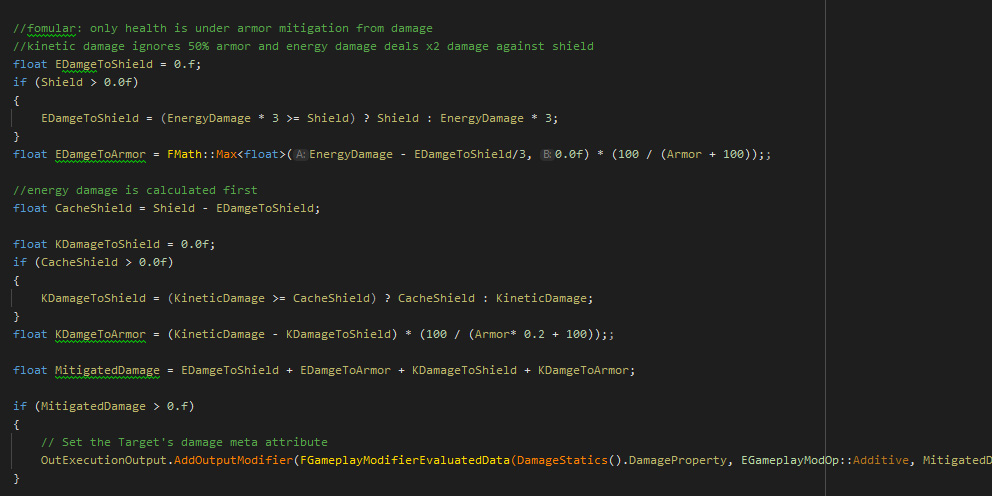 //fomular: only health is under armor mitigation from damage
//kinetic damage ignores 50% armor and energy damage deals x2 damage against shield
float EDamgeToShield = 0.f;
if (Shield > 0.0f)
{
EDamgeToShield = (EnergyDamage * 3 >= Shield) ? Shield : EnergyDamage * 3;
}
float EDamgeToArmor = FMath::Max<float>(A:EnergyDamage - EDamgeToShield/3, B:0.0f) * (100 / (Armor + 100));;
//energy damage is calculated first
float CacheShield = Shield - EDamgeToShield;
float KDamageToShield = 0.0f;
if (CacheShield > 0.0f)
{
KDamageToShield = (KineticDamage >= CacheShield) ? CacheShield : KineticDamage;
}
float KDamgeToArmor = (KineticDamage - KDamageToShield) * (100 / (Armor* 0.2 + 100));;
float MitigatedDamage = EDamgeToShield + EDamgeToArmor + KDamageToShield + KDamgeToArmor;
if (MitigatedDamage > 0.f)
{
// Set the Target's damage meta attribute
OutExecutionOutput.AddOutputModifier(FGameplayModifierEvaluatedData(DamageStatics().DamageProperty, EGameplayModOp::Additive, MitigatedD
}